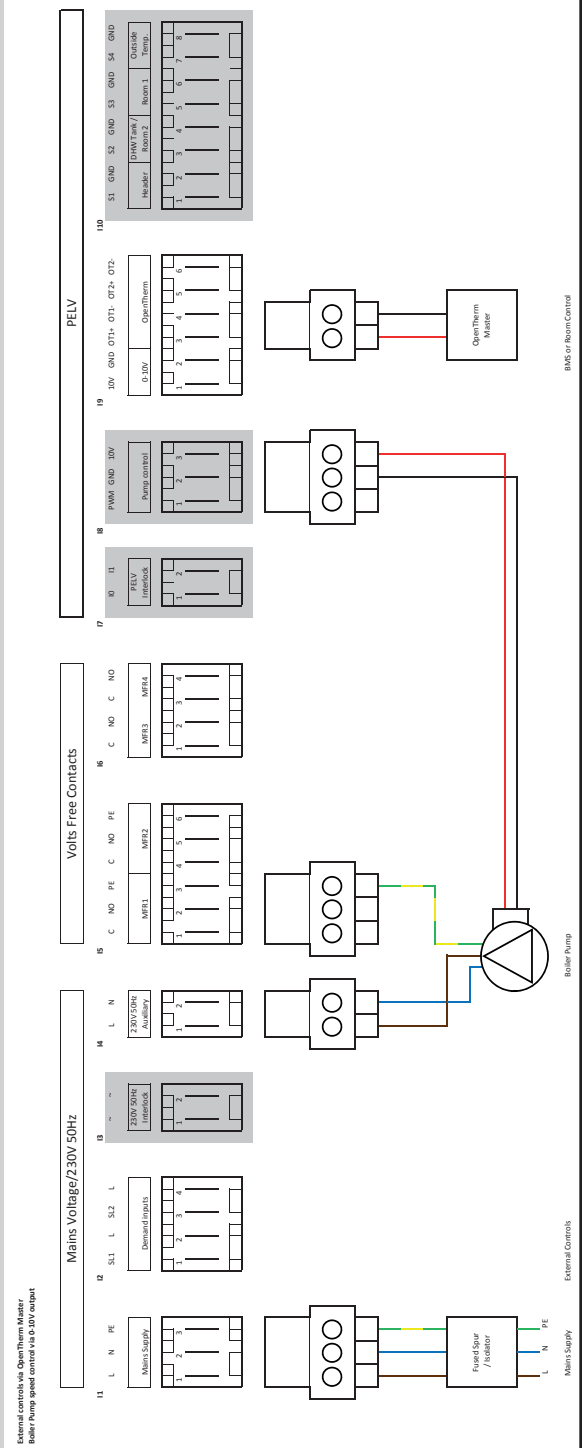 External controls via OpenTherm Master
Boiler Pump speed control via 0-10V output
Mains Voltage/230V 50Hz
Volts Free Contacts
PELV
I1
L N PE
Mains Supply
1 2 3
I2
SL1 L SL2 L
Demand inputs
1 2 3 4
I3
~ ~
230V 50Hz
Interlock
1 2
I4
L N
230V 50Hz
Auxiliary
1 2
I5
C NO PE C NO PE
MFR1 MFR2
1 2 3 4 5 6
I6
C NO C NO
MFR3 MFR4
1 2 3 4
I7
I0 I1
PELV
Interlock
1 2
I8
PWM GND 10V
Pump control
1 2 3
I9
10V GND OT1+ OT1- OT2+ OT2-
0-10V OpenTherm
1 2 3 4 5 6
I10
S1 GND S2 GND S3 GND S4 GND
Header
DHW Tank /
Room 2
Room 1
Outside
Temp.
1 2 3 4 5 6 7 8
Fused Spur
/ Isolator
OpenTherm
Master
L N PE
Mains Supply
External Controls
Boiler Pump
BMS or Room Control